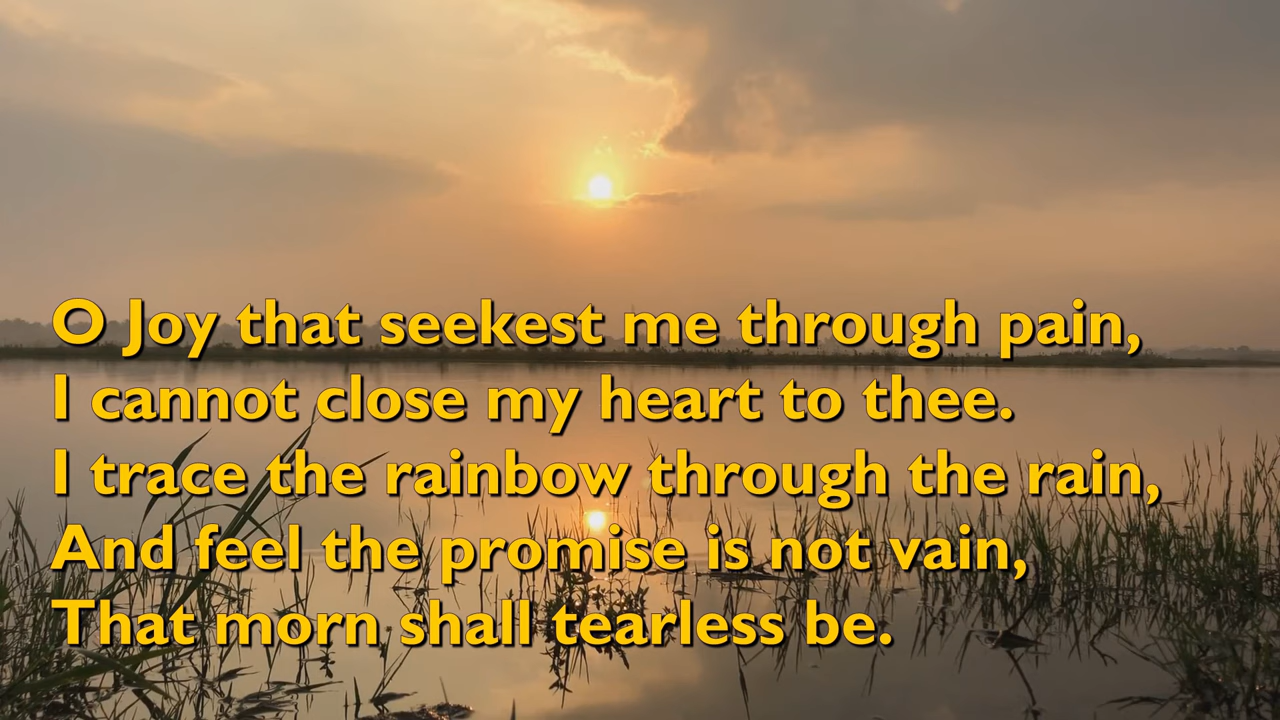 O Joy that seekest me through pain,
I cannot close my heart to thee.
I trace the rainbow through the rain,
And feel the promise is not vain,
That morn shall tearless be.